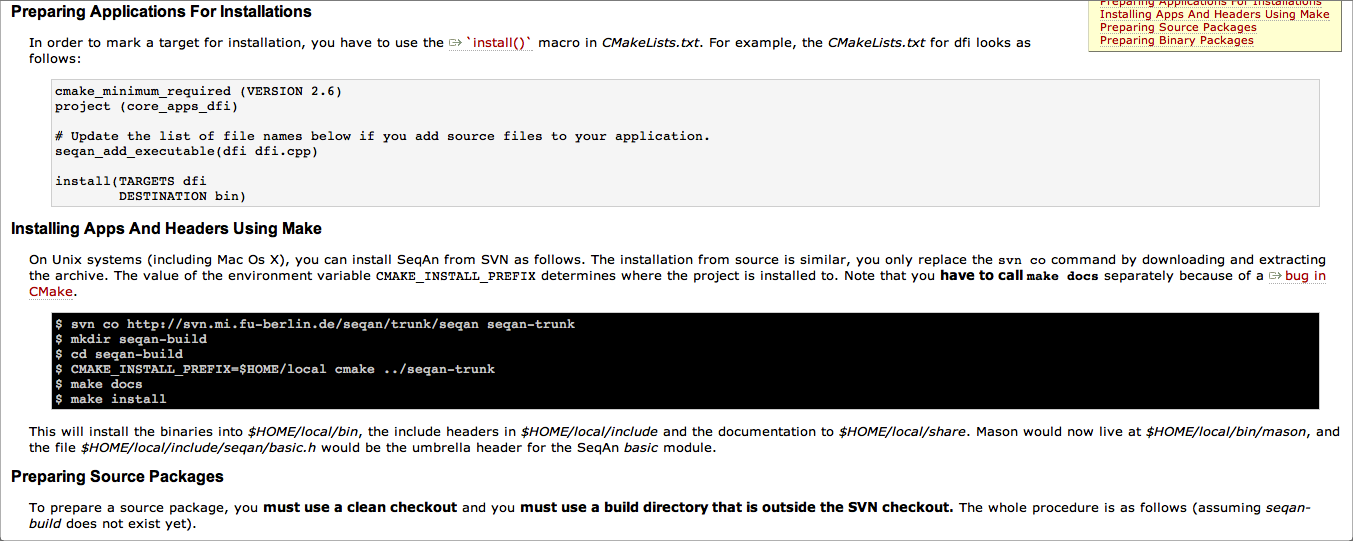 Preparing Applications For Installations
Preparing Applications For Installations
Installing Apps And Headers Using Make
Preparing Source Packages
Preparing Binary Packages
In order to mark a target for installation, you have to use the `install()` macro in CMakeLists.txt. For example, the CMakeLists.txt for dfi looks as
follows:
cmake_minimum_required (VERSION 2.6)
project (core_apps_dfi)
# Update the list of file names below if you add source files to your application.
seqan_add_executable(dfi dfi.cpp)
install(TARGETS dfi
DESTINATION bin)
Installing Apps And Headers Using Make
On Unix systems (including Mac Os X), you can install SeqAn from SVN as follows. The installation from source is similar, you only replace the svn co command by downloading and extracting
the archive. The value of the environment variable CMAKE_INSTALL_PREFIX determines where the project is installed to. Note that you have to call make docs separately because of a bug in
CMake.
$ svn co http://svn.mi.fu-berlin.de/seqan/trunk/seqan seqan-trunk
$ mkdir seqan-build
$ cd seqan-build
$ CMAKE_INSTALL_PREFIX=$HOME/local cmake ../seqan-trunk
$ make docs
$ make install
This will install the binaries into $HOME/local/bin, the include headers in $HOME/local/include and the documentation to $HOME/local/share. Mason would now live at $HOME/local/bin/mason, and
the file $HOME/local/include/seqan/basic.h would be the umbrella header for the SeqAn basic module.
Preparing Source Packages
To prepare a source package, you must use a clean checkout and you must use a build directory that is outside the SVN checkout. The whole procedure is as follows (assuming seqan-
build does not exist yet).